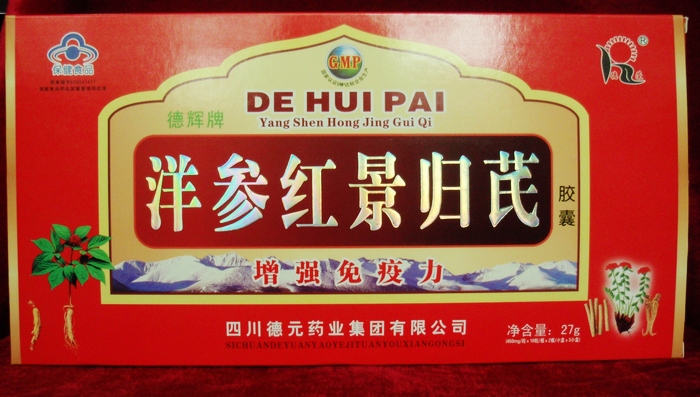 保健食品
GMP
DE HUI PAI
德辉牌
Yang Shen Hong Jing Gui Qi
洋参红景归芪
胶囊
增强免疫力
四川德元药业集团有限公司
SICHUANDEYUANYAOYEJITUANYOUXIANGONGSI
净含量：27g